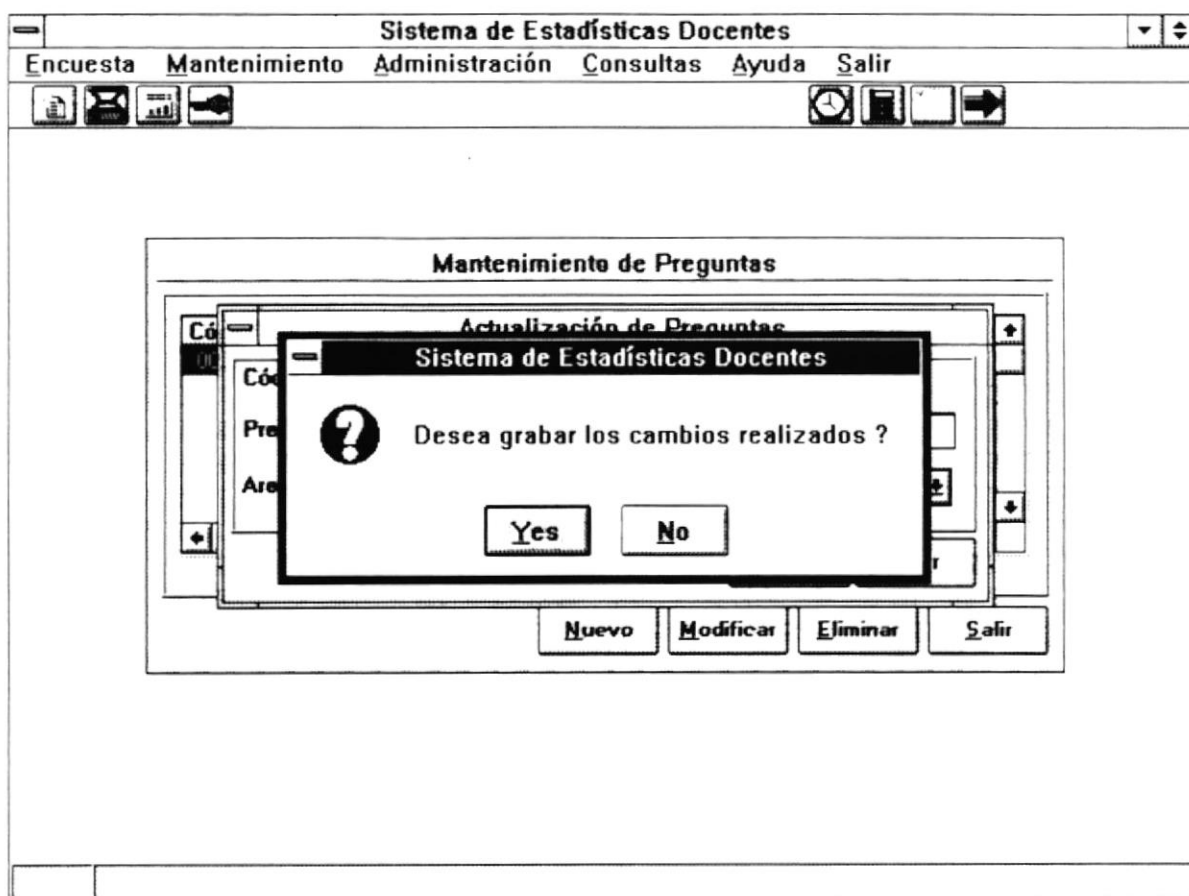 Sistema de Estadísticas Docentes
Encuesta Mantenimiento Administración Consultas Ayuda Salir
Mantenimiento de Preguntas
Actualización de Preguntas
Sistema de Estadísticas Docentes
Desea grabar los cambios realizados ?
Yes No
Nuevo Modificar Eliminar Salir